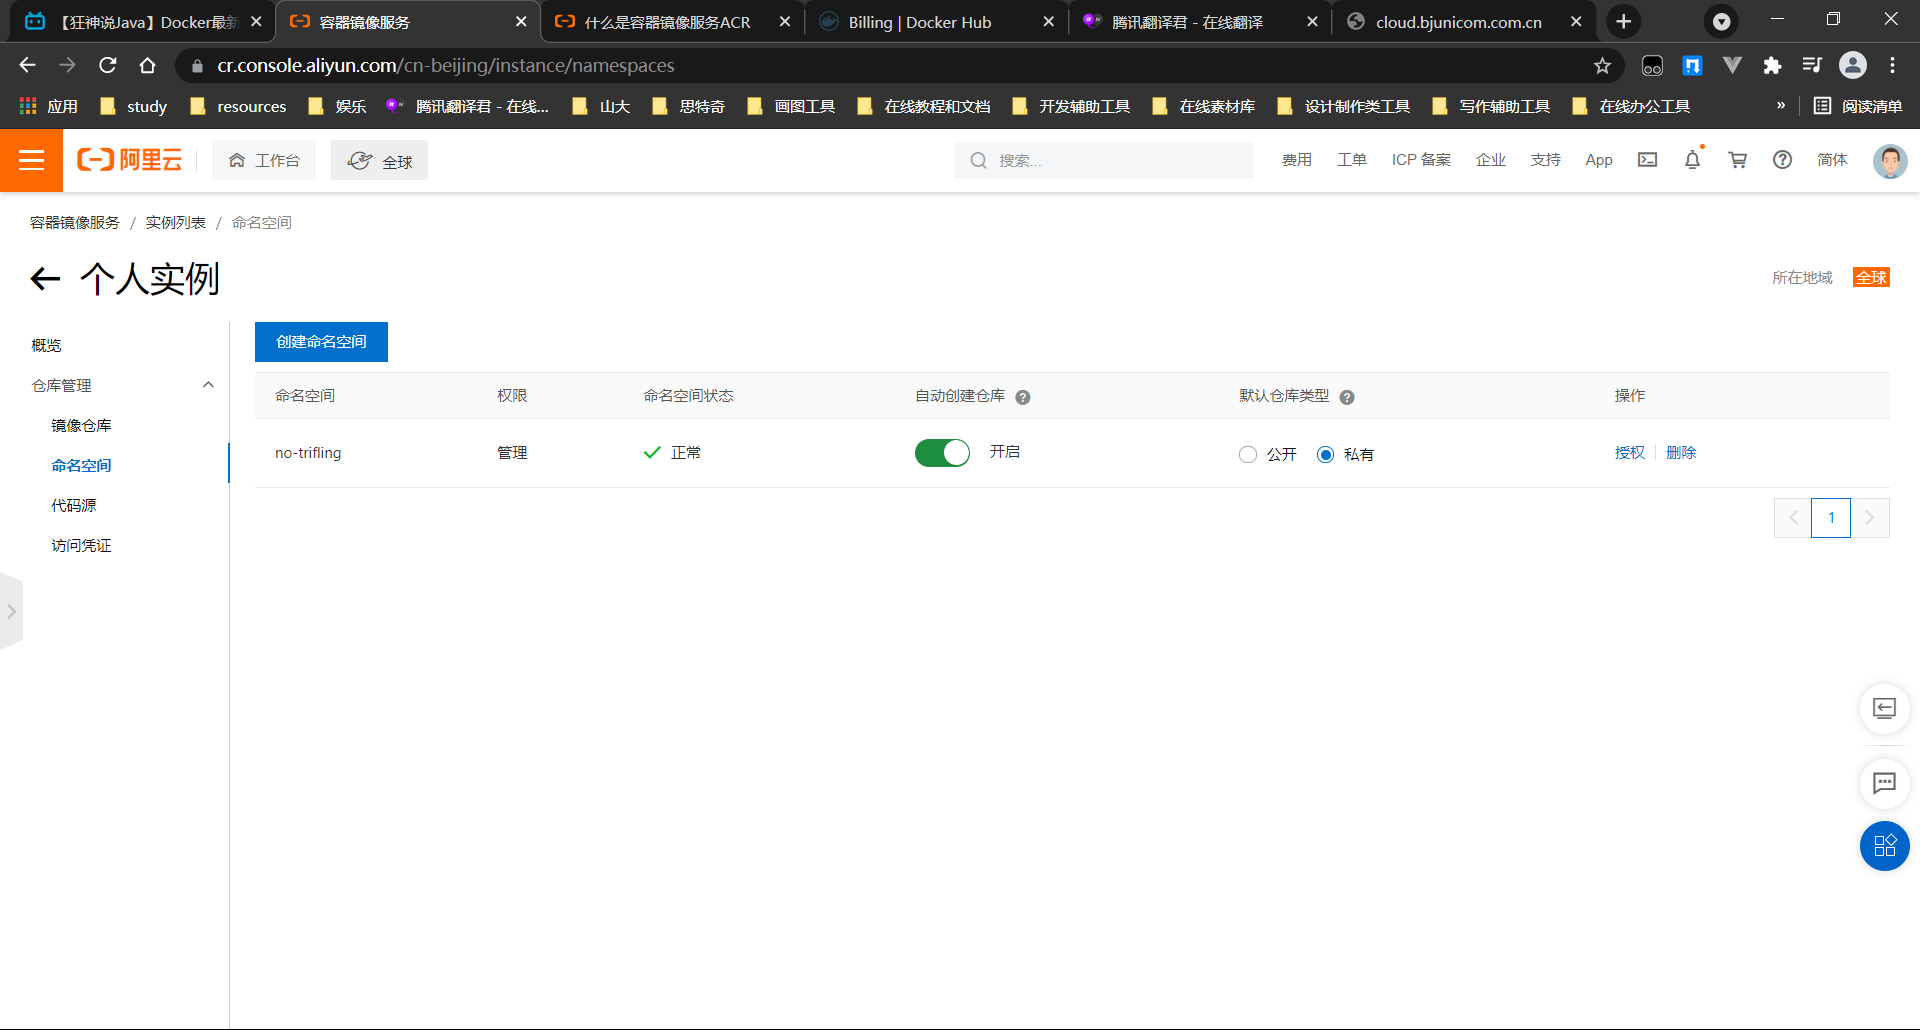 【狂神说Java】Docker最新
容器镜像服务
什么是容器镜像服务ACR
Billing | Docker Hub
腾讯翻译君 - 在线翻译
cloud.bjunicom.com.cn
cr.console.aliyun.com/cn-beijing/instance/namespaces
应用
study
resources
娱乐
腾讯翻译君 - 在线...
山大
思特奇
画图工具
在线教程和文档
开发辅助工具
在线素材库
设计制作类工具
写作辅助工具
在线办公工具
»
阅读清单
阿里云
工作台
全球
搜索...
费用
工单
ICP 备案
企业
支持
App
简体
容器镜像服务 / 实例列表 / 命名空间
个人实例
所在地域
全球
概览
仓库管理
镜像仓库
命名空间
代码源
访问凭证
创建命名空间
命名空间 权限 命名空间状态 自动创建仓库 默认仓库类型 操作
no-trifling 管理 正常 开启 公开 私有 授权 删除
1